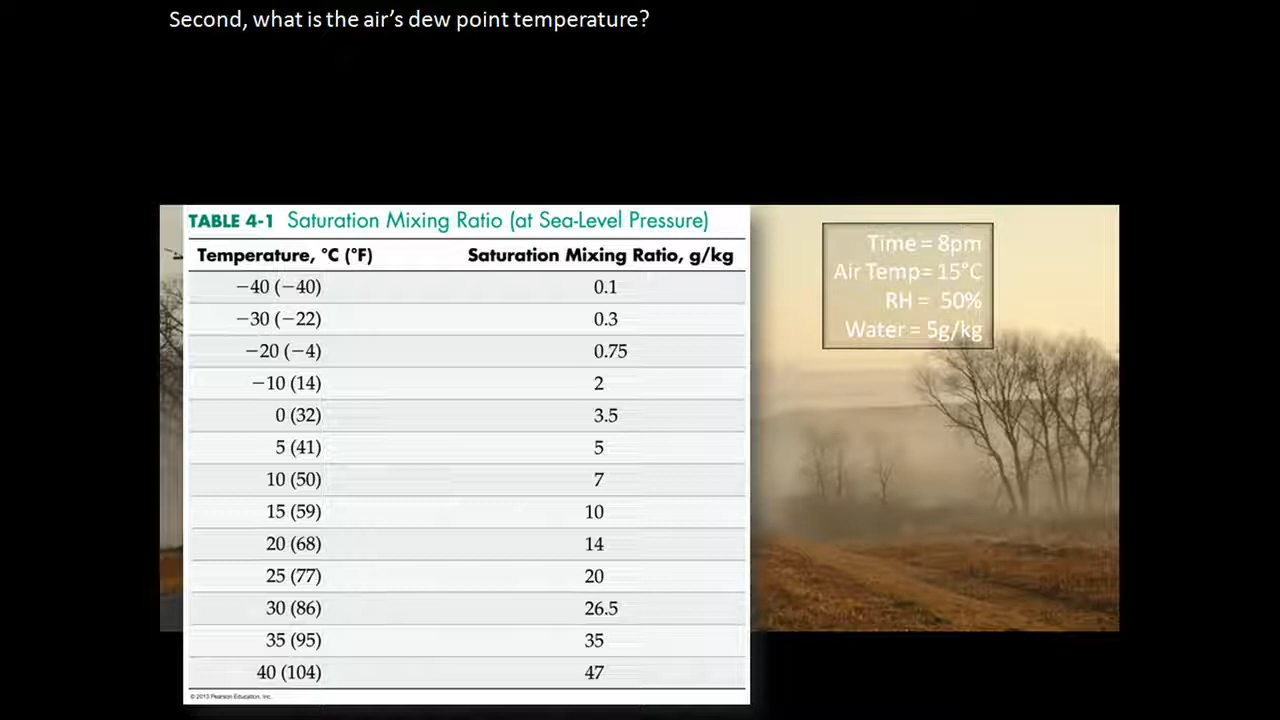 Second, what is the air's dew point temperature?
TABLE 4-1 Saturation Mixing Ratio (at Sea-Level Pressure)
Temperature, °C (°F) Saturation Mixing Ratio, g/kg
−40 (−40) 0.1
−30 (−22) 0.3
−20 (−4) 0.75
−10 (14) 2
0 (32) 3.5
5 (41) 5
10 (50) 7
15 (59) 10
20 (68) 14
25 (77) 20
30 (86) 26.5
35 (95) 35
40 (104) 47
© 2013 Pearson Education, Inc.
Time = 8pm
Air Temp= 15°C
RH = 50%
Water = 5g/kg